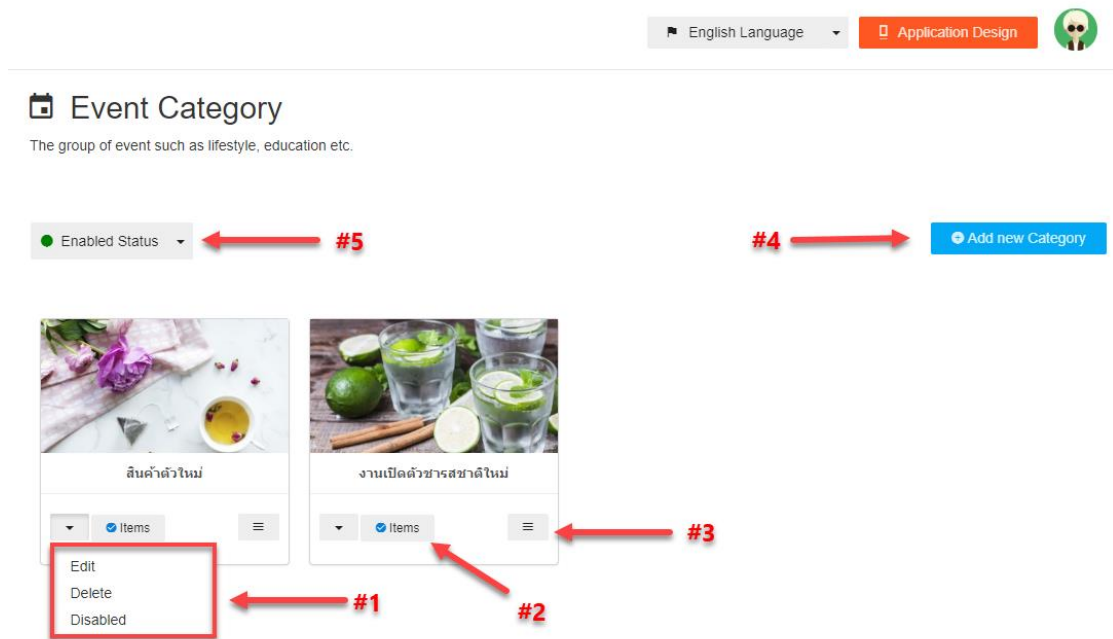 English Language
Application Design
Event Category
The group of event such as lifestyle, education etc.
Enabled Status
#5
#4
Add new Category
สินค้าตัวใหม่
งานเปิดตัวชารสชาติใหม่
Items
Items
#3
Edit
Delete
Disabled
#1
#2